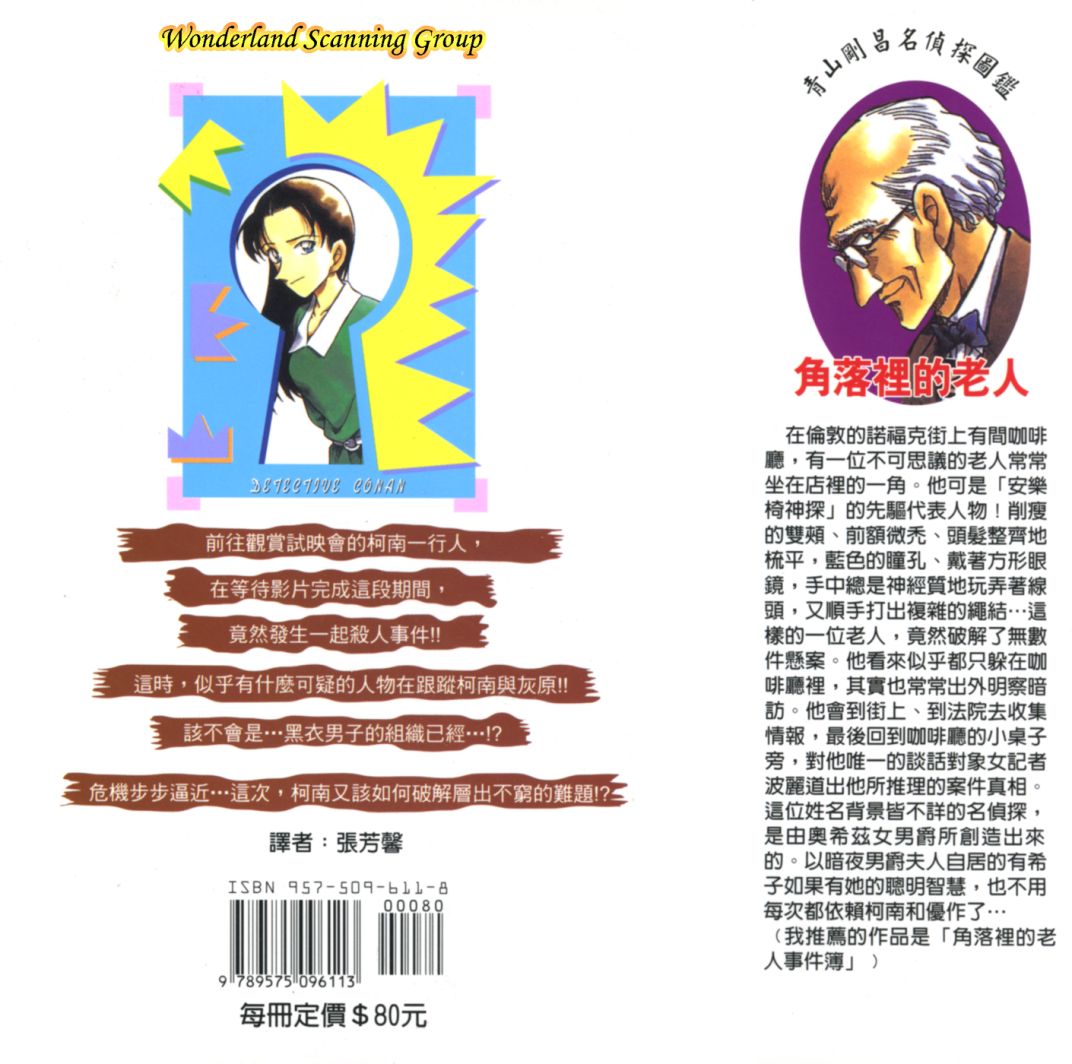 Wonderland Scanning Group
DETECTIVE CONAN
前往觀賞試映會的柯南一行人，
在等待影片完成這段期間，
竟然發生一起殺人事件!!
這時，似乎有什麼可疑的人物在跟蹤柯南與灰原!!
該不會是…黑衣男子的組織已經…!?
危機步步逼近…這次，柯南又該如何破解層出不窮的難題!?
譯者：張芳馨
ISBN 957-509-611-8
00080
9 789575 096113
每冊定價＄80元
青山剛昌名偵探圖鑑
角落裡的老人
在倫敦的諾福克街上有間咖啡
廳，有一位不可思議的老人常常
坐在店裡的一角。他可是「安樂
椅神探」的先驅代表人物！削瘦
的雙頰、前額微禿、頭髮整齊地
梳平，藍色的瞳孔、戴著方形眼
鏡，手中總是神經質地玩弄著線
頭，又順手打出複雜的繩結…這
樣的一位老人，竟然破解了無數
件懸案。他看來似乎都只躲在咖
啡廳裡，其實也常常出外明察暗
訪。他會到街上、到法院去收集
情報，最後回到咖啡廳的小桌子
旁，對他唯一的談話對象女記者
波麗道出他所推理的案件真相。
這位姓名背景皆不詳的名偵探，
是由奧希茲女男爵所創造出來
的。以暗夜男爵夫人自居的有希
子如果有她的聰明智慧，也不用
每次都依賴柯南和優作了…
（我推薦的作品是「角落裡的老
人事件簿」）